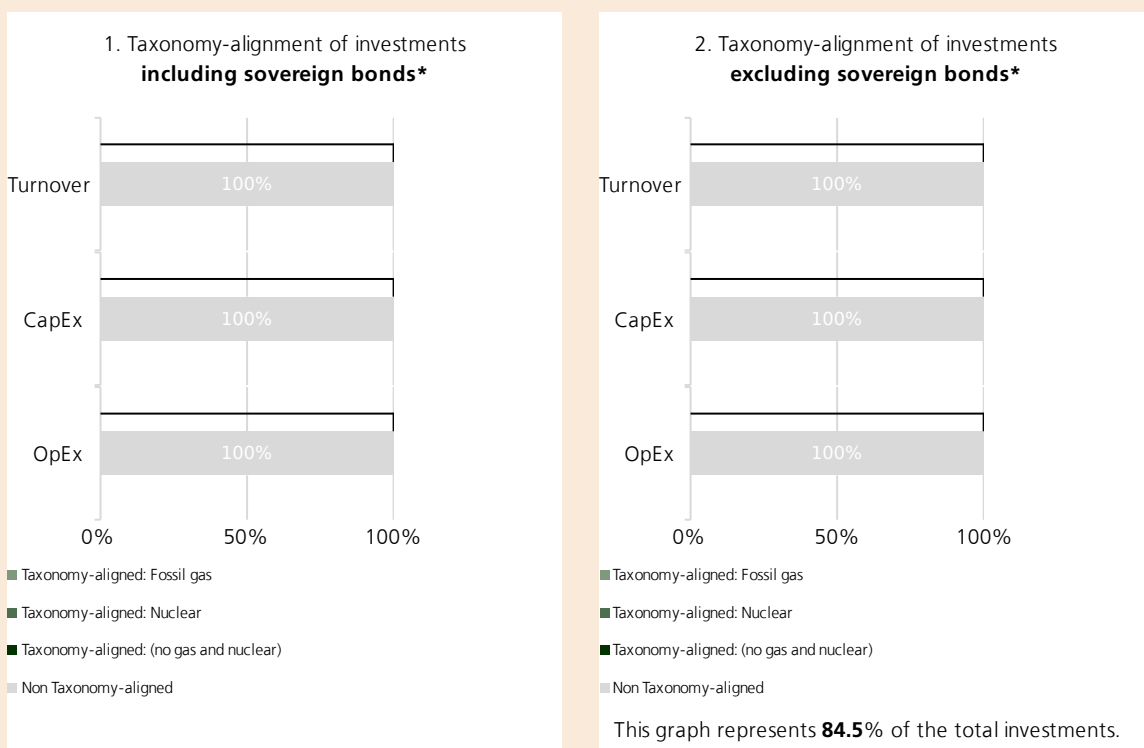 1. Taxonomy-alignment of investments
including sovereign bonds*
Turnover
100%
CapEx
100%
OpEx
100%
0% 50% 100%
Taxonomy-aligned: Fossil gas
Taxonomy-aligned: Nuclear
Taxonomy-aligned: (no gas and nuclear)
Non Taxonomy-aligned
2. Taxonomy-alignment of investments
excluding sovereign bonds*
Turnover
100%
CapEx
100%
OpEx
100%
0% 50% 100%
Taxonomy-aligned: Fossil gas
Taxonomy-aligned: Nuclear
Taxonomy-aligned: (no gas and nuclear)
Non Taxonomy-aligned
This graph represents 84.5% of the total investments.